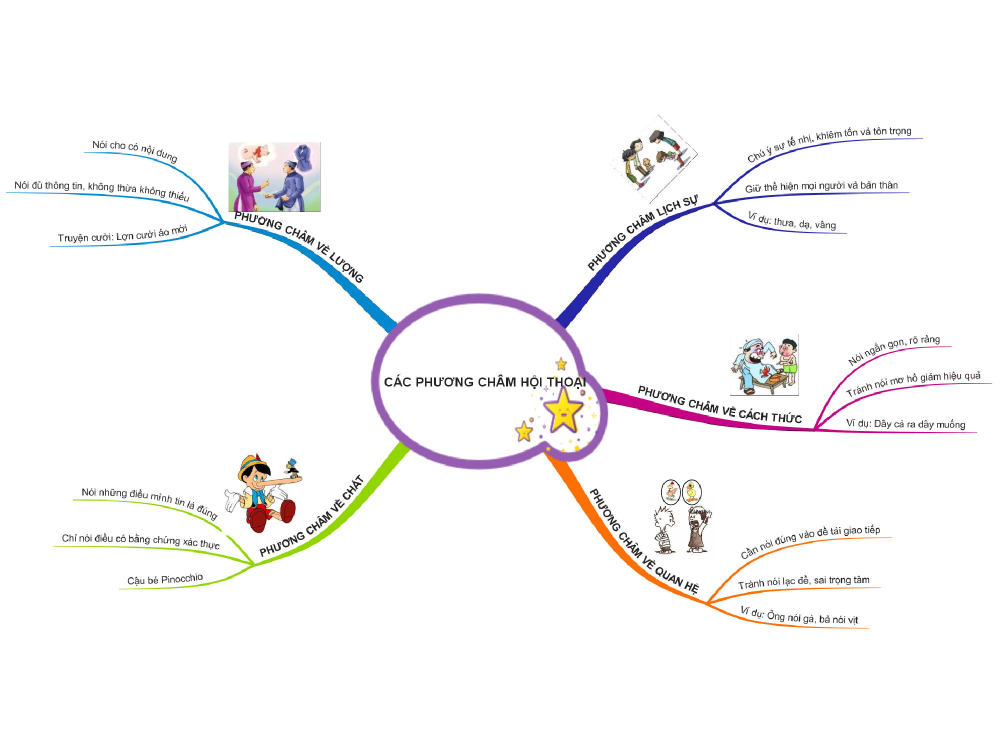 CÁC PHƯƠNG CHÂM HỘI THOẠI
PHƯƠNG CHÂM VỀ LƯỢNG
Nói cho có nội dung
Nói đủ thông tin, không thừa không thiếu
Truyện cười: Lợn cưới áo mới
PHƯƠNG CHÂM VỀ CHẤT
Nói những điều mình tin là đúng
Chỉ nói điều có bằng chứng xác thực
Cậu bé Pinocchio
PHƯƠNG CHÂM LỊCH SỰ
Chú ý sự tế nhị, khiêm tốn và tôn trọng
Giữ thể hiện mọi người và bản thân
Ví dụ: thưa, dạ, vâng
PHƯƠNG CHÂM VỀ CÁCH THỨC
Nói ngắn gọn, rõ ràng
Tránh nói mơ hồ giảm hiệu quả
Ví dụ: Dây cà ra dây muống
PHƯƠNG CHÂM VỀ QUAN HỆ
Cần nói đúng vào đề tài giao tiếp
Tránh nói lạc đề, sai trọng tâm
Ví dụ: Ông nói gà, bà nói vịt